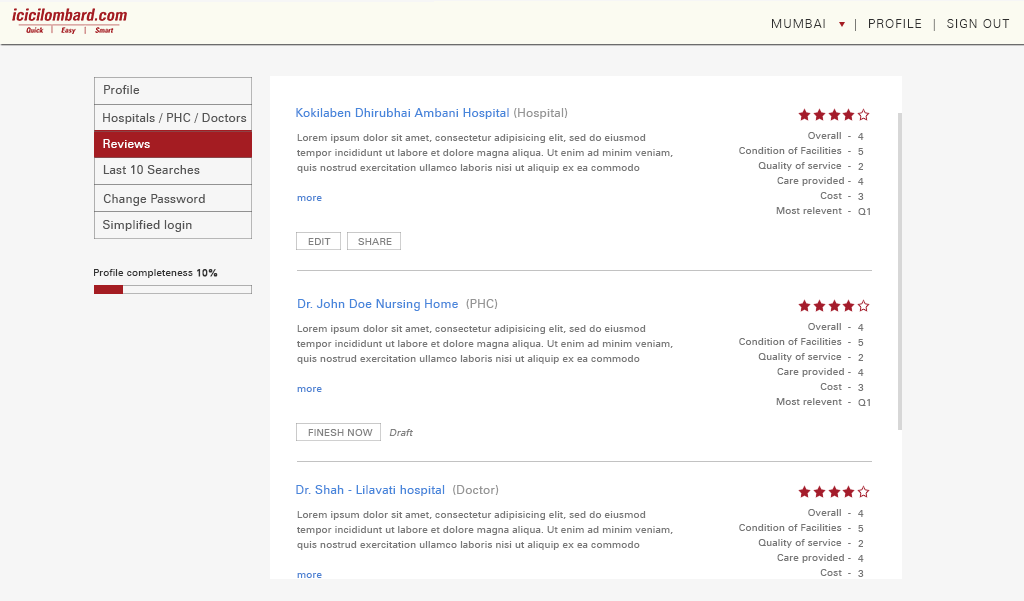 icicilombard.com
Quick | Easy | Smart
MUMBAI ▼ | PROFILE | SIGN OUT
Profile
Hospitals / PHC / Doctors
Reviews
Last 10 Searches
Change Password
Simplified login
Profile completeness 10%
Kokilaben Dhirubhai Ambani Hospital (Hospital)
Lorem ipsum dolor sit amet, consectetur adipisicing elit, sed do eiusmod
tempor incididunt ut labore et dolore magna aliqua. Ut enim ad minim veniam,
quis nostrud exercitation ullamco laboris nisi ut aliquip ex ea commodo
more
Overall - 4
Condition of Facilities - 5
Quality of service - 2
Care provided - 4
Cost - 3
Most relevent - Q1
EDIT SHARE
Dr. John Doe Nursing Home (PHC)
Lorem ipsum dolor sit amet, consectetur adipisicing elit, sed do eiusmod
tempor incididunt ut labore et dolore magna aliqua. Ut enim ad minim veniam,
quis nostrud exercitation ullamco laboris nisi ut aliquip ex ea commodo
more
Overall - 4
Condition of Facilities - 5
Quality of service - 2
Care provided - 4
Cost - 3
Most relevent - Q1
FINESH NOW Draft
Dr. Shah - Lilavati hospital (Doctor)
Lorem ipsum dolor sit amet, consectetur adipisicing elit, sed do eiusmod
tempor incididunt ut labore et dolore magna aliqua. Ut enim ad minim veniam,
quis nostrud exercitation ullamco laboris nisi ut aliquip ex ea commodo
more
Overall - 4
Condition of Facilities - 5
Quality of service - 2
Care provided - 4
Cost - 3